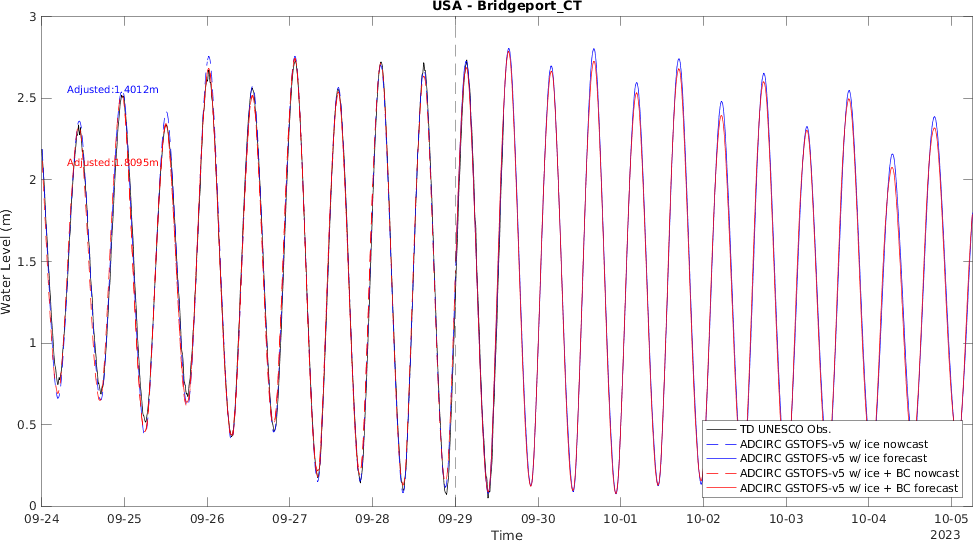 USA - Bridgeport_CT
3
2.5
2
1.5
1
0.5
0
Water Level (m)
Adjusted:1.4012m
Adjusted:1.8095m
TD UNESCO Obs.
ADCIRC GSTOFS-v5 w/ ice nowcast
ADCIRC GSTOFS-v5 w/ ice forecast
ADCIRC GSTOFS-v5 w/ ice + BC nowcast
ADCIRC GSTOFS-v5 w/ ice + BC forecast
09-24 09-25 09-26 09-27 09-28 09-29 09-30 10-01 10-02 10-03 10-04 10-05
2023
Time